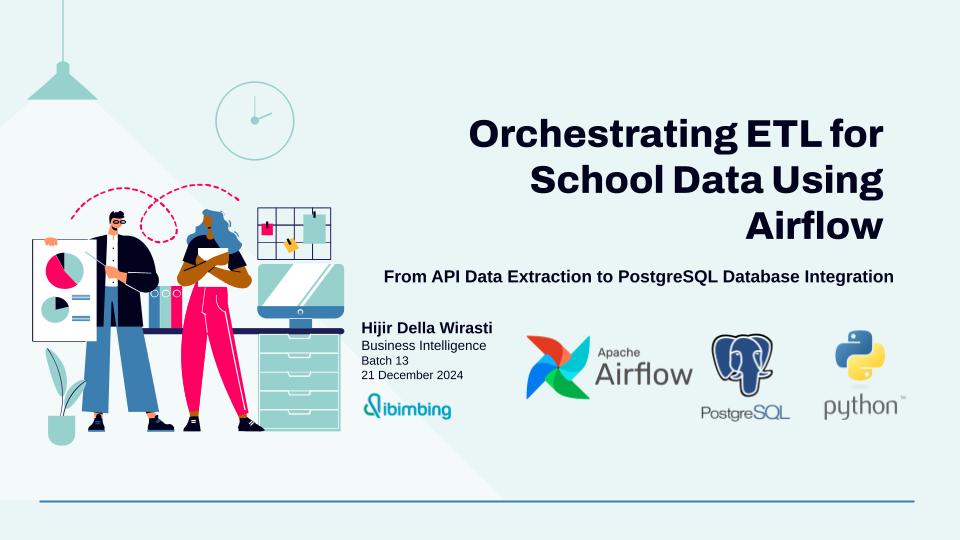 Orchestrating ETL for
School Data Using
Airflow
From API Data Extraction to PostgreSQL Database Integration
Hijir Della Wirasti
Business Intelligence
Batch 13
21 December 2024
dibimbing
Apache
Airflow
PostgreSQL
python™